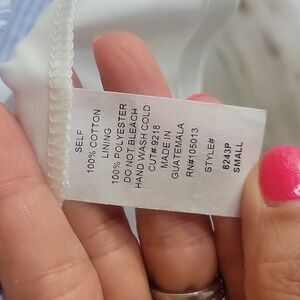 SELF
100% COTTON
LINING
100% POLYESTER
DO NOT BLEACH
HAND WASH COLD
CUT# 9218
MADE IN
GUATEMALA
RN#105013
STYLE#
8243P
SMALL